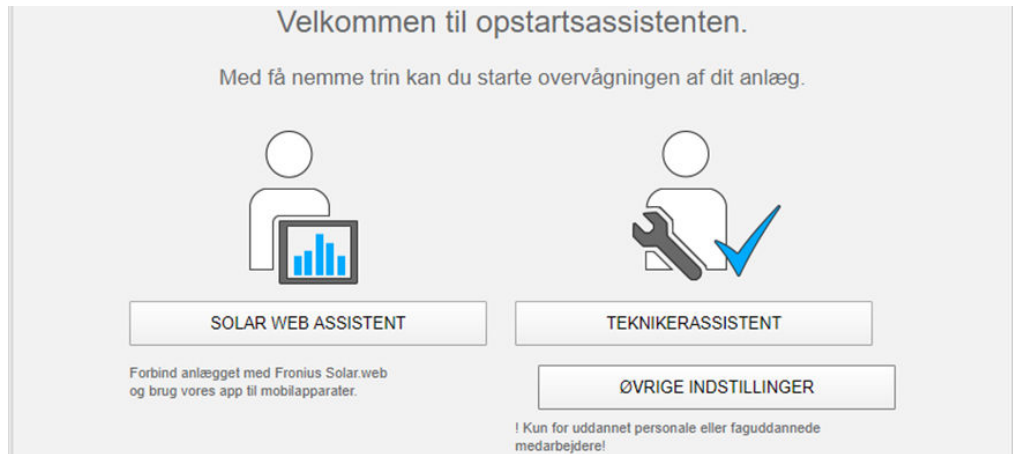 Velkommen til opstartsassistenten.
Med få nemme trin kan du starte overvågningen af dit anlæg.
SOLAR WEB ASSISTENT
Forbind anlægget med Fronius Solar.web
og brug vores app til mobilapparater.
TEKNIKERASSISTENT
ØVRIGE INDSTILLINGER
! Kun for uddannet personale eller faguddannede
medarbejdere!